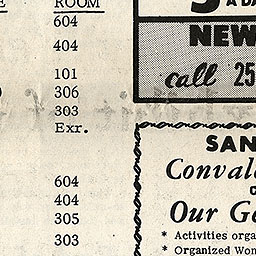 ROOM
604
404
101
306
303
Exr.
604
404
305
303
A DA
NEW
call 25
SAN
Convale
Our Ge
* Activities orga
* Organized Wom